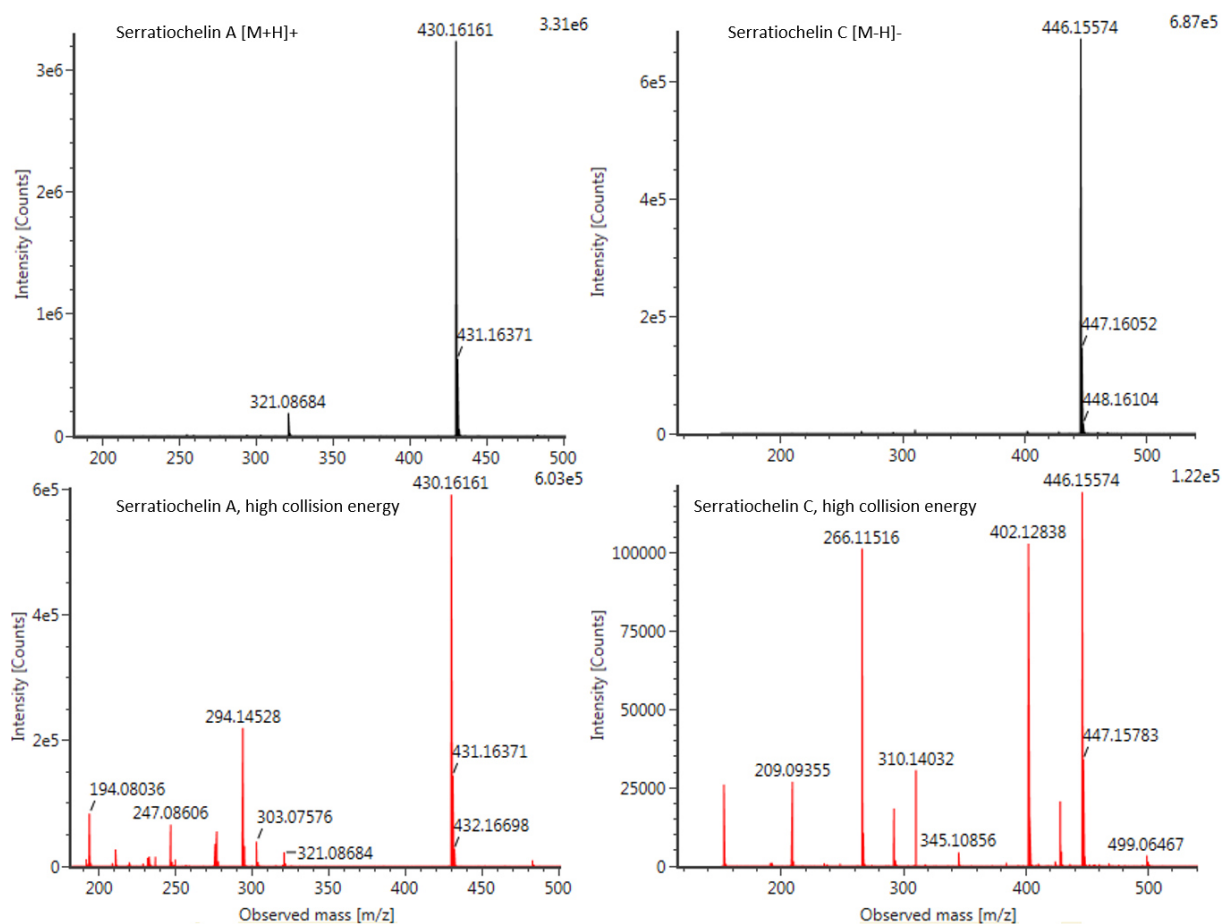 Serratiochelin A [M+H]+
430.16161
3.31e6
3e6
2e6
1e6
0
Intensity [Counts]
431.16371
321.08684
200
250
300
350
400
450
500
Serratiochelin C [M-H]-
446.15574
6.87e5
6e5
4e5
2e5
0
Intensity [Counts]
447.16052
448.16104
200
300
400
500
Serratiochelin A, high collision energy
430.16161
6.03e5
6e5
4e5
2e5
0
Intensity [Counts]
294.14528
431.16371
194.08036
247.08606
303.07576
432.16698
321.08684
200
250
300
350
400
450
500
Observed mass [m/z]
Serratiochelin C, high collision energy
446.15574
1.22e5
100000
75000
50000
25000
0
Intensity [Counts]
266.11516
402.12838
447.15783
310.14032
209.09355
345.10856
499.06467
200
300
400
500
Observed mass [m/z]